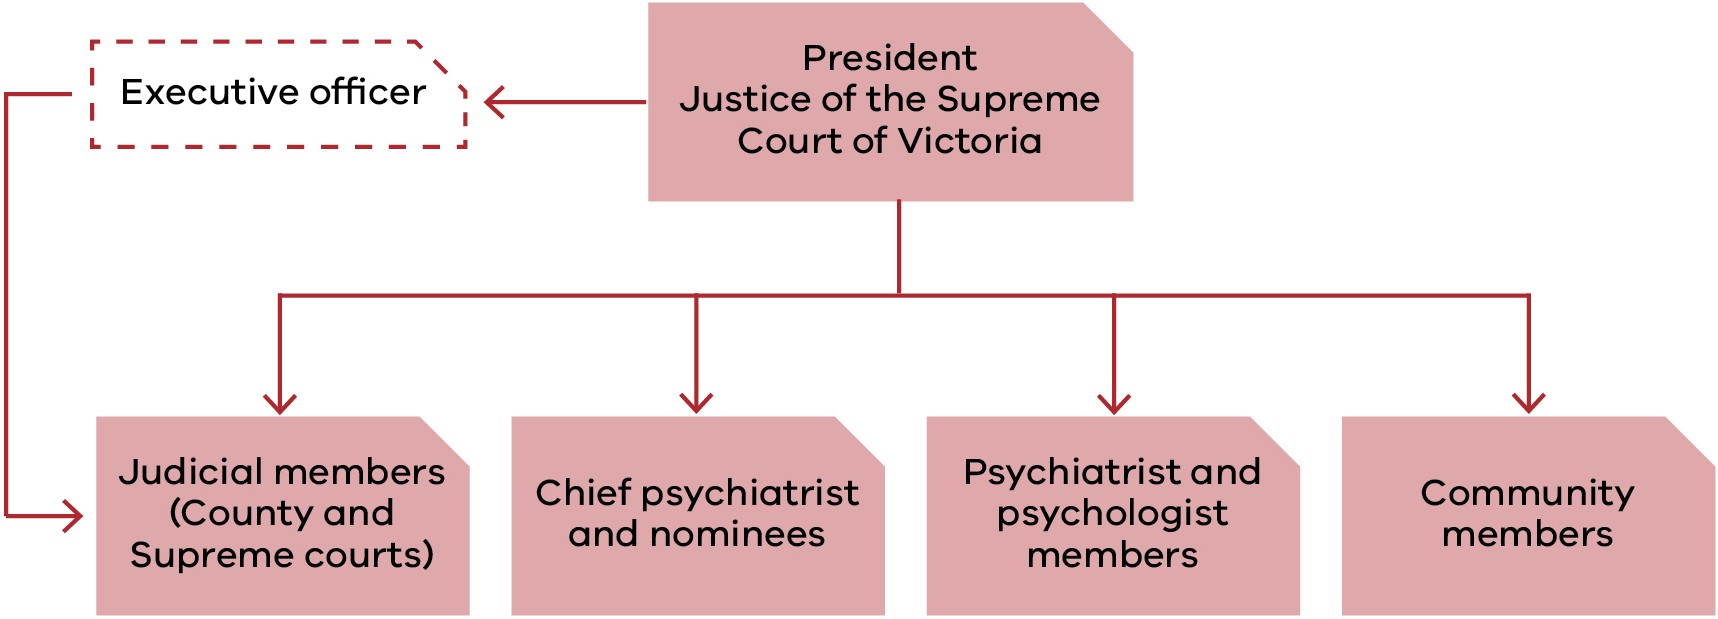 Executive officer
President
Justice of the Supreme
Court of Victoria
Judicial members
(County and
Supreme courts)
Chief psychiatrist
and nominees
Psychiatrist and
psychologist
members
Community
members